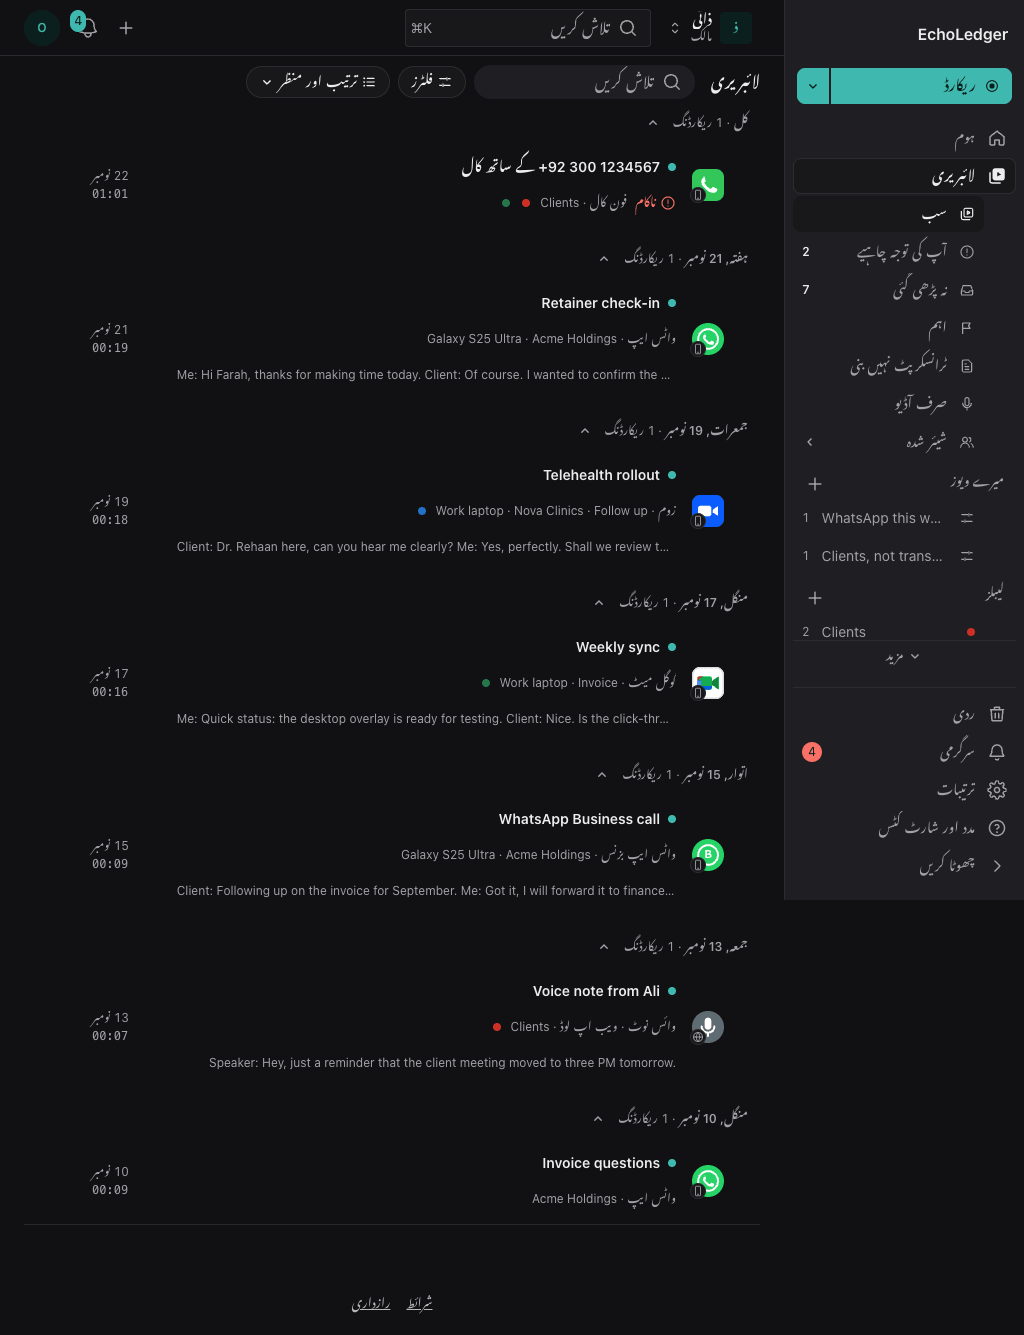 EchoLedger
ریکارڈ
ہوم
لائبریری
سب
آپ کی توجہ چاہیے 2
نہ پڑھی گئی 7
اہم
ٹرانسکرپٹ نہیں بنی
صرف آڈیو
شیئر شدہ
میرے ویوز
WhatsApp this w... 1
Clients, not trans... 1
لیبلز
Clients 2
مزید
ردی
سرگرمی 4
ترتیبات
مدد اور شارٹ کٹس
چھوٹا کریں
ذ ذاتی
مالک
تلاش کریں ⌘K
4
O
لائبریری
تلاش کریں
فلٹرز
ترتیب اور منظر
کل · 1 ریکارڈنگ
+92 300 1234567 کے ساتھ کال
ناکام فون کال · Clients
22 نومبر
01:01
ہفتہ, 21 نومبر · 1 ریکارڈنگ
Retainer check-in
واٹس ایپ · Galaxy S25 Ultra · Acme Holdings
Me: Hi Farah, thanks for making time today. Client: Of course. I wanted to confirm the ...
21 نومبر
00:19
جمعرات, 19 نومبر · 1 ریکارڈنگ
Telehealth rollout
زوم · Work laptop · Nova Clinics · Follow up
Client: Dr. Rehaan here, can you hear me clearly? Me: Yes, perfectly. Shall we review t...
19 نومبر
00:18
منگل, 17 نومبر · 1 ریکارڈنگ
Weekly sync
گوگل میٹ · Work laptop · Invoice
Me: Quick status: the desktop overlay is ready for testing. Client: Nice. Is the click-thr...
17 نومبر
00:16
اتوار, 15 نومبر · 1 ریکارڈنگ
WhatsApp Business call
واٹس ایپ بزنس · Galaxy S25 Ultra · Acme Holdings
Client: Following up on the invoice for September. Me: Got it, I will forward it to finance...
15 نومبر
00:09
جمعہ, 13 نومبر · 1 ریکارڈنگ
Voice note from Ali
وائس نوٹ · ویب اپ لوڈ · Clients
Speaker: Hey, just a reminder that the client meeting moved to three PM tomorrow.
13 نومبر
00:07
منگل, 10 نومبر · 1 ریکارڈنگ
Invoice questions
واٹس ایپ · Acme Holdings
10 نومبر
00:09
شرائط رازداری